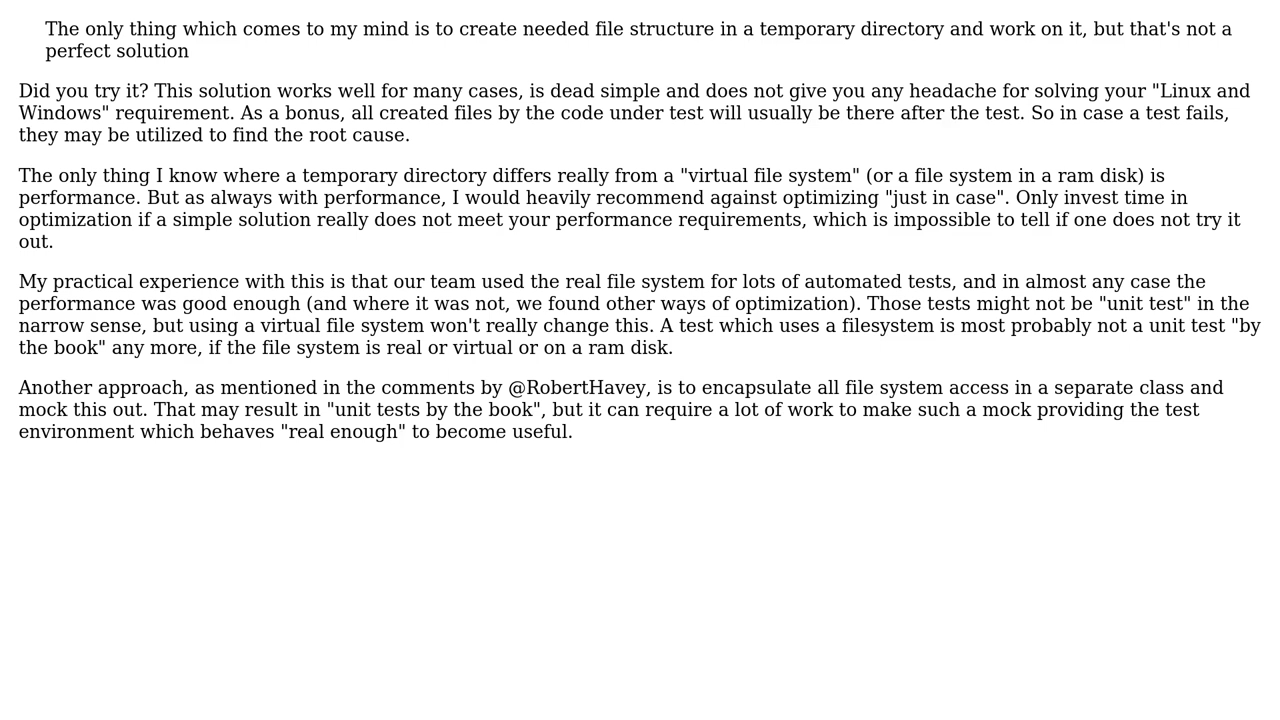 The only thing which comes to my mind is to create needed file structure in a temporary directory and work on it, but that's not a
perfect solution
Did you try it? This solution works well for many cases, is dead simple and does not give you any headache for solving your "Linux and
Windows" requirement. As a bonus, all created files by the code under test will usually be there after the test. So in case a test fails,
they may be utilized to find the root cause.
The only thing I know where a temporary directory differs really from a "virtual file system" (or a file system in a ram disk) is
performance. But as always with performance, I would heavily recommend against optimizing "just in case". Only invest time in
optimization if a simple solution really does not meet your performance requirements, which is impossible to tell if one does not try it
out.
My practical experience with this is that our team used the real file system for lots of automated tests, and in almost any case the
performance was good enough (and where it was not, we found other ways of optimization). Those tests might not be "unit test" in the
narrow sense, but using a virtual file system won't really change this. A test which uses a filesystem is most probably not a unit test "by
the book" any more, if the file system is real or virtual or on a ram disk.
Another approach, as mentioned in the comments by @RobertHavey, is to encapsulate all file system access in a separate class and
mock this out. That may result in "unit tests by the book", but it can require a lot of work to make such a mock providing the test
environment which behaves "real enough" to become useful.